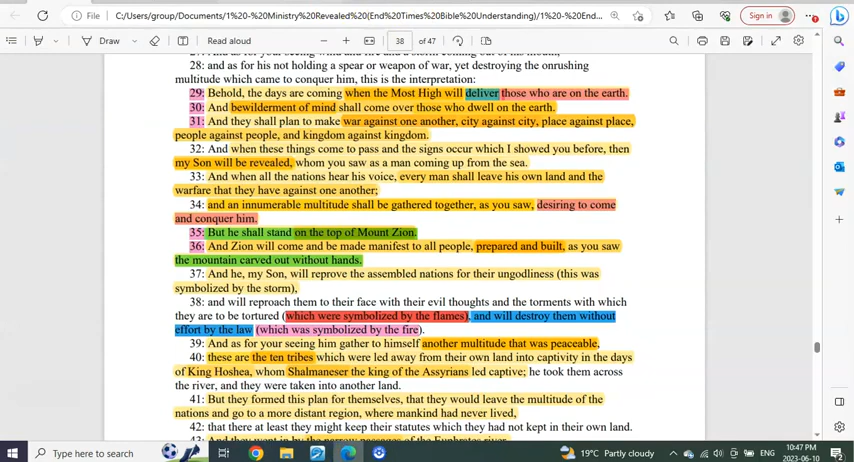 File
C:/Users/group/Documents/1%20-%20Ministry%20Revealed%20(End%20Times%20Bible%20Understanding)/1%20-%20End...
Sign in
Draw
Read aloud
38 of 47
28: and as for his not holding a spear or weapon of war, yet destroying the onrushing
multitude which came to conquer him, this is the interpretation:
29: Behold, the days are coming when the Most High will deliver those who are on the earth.
30: And bewilderment of mind shall come over those who dwell on the earth.
31: And they shall plan to make war against one another, city against city, place against place,
people against people, and kingdom against kingdom.
32: And when these things come to pass and the signs occur which I showed you before, then
my Son will be revealed, whom you saw as a man coming up from the sea.
33: And when all the nations hear his voice, every man shall leave his own land and the
warfare that they have against one another;
34: and an innumerable multitude shall be gathered together, as you saw, desiring to come
and conquer him.
35: But he shall stand on the top of Mount Zion.
36: And Zion will come and be made manifest to all people, prepared and built, as you saw
the mountain carved out without hands.
37: And he, my Son, will reprove the assembled nations for their ungodliness (this was
symbolized by the storm),
38: and will reproach them to their face with their evil thoughts and the torments with which
they are to be tortured (which were symbolized by the flames), and will destroy them without
effort by the law (which was symbolized by the fire).
39: And as for your seeing him gather to himself another multitude that was peaceable,
40: these are the ten tribes which were led away from their own land into captivity in the days
of King Hoshea, whom Shalmaneser the king of the Assyrians led captive; he took them across
the river, and they were taken into another land.
41: But they formed this plan for themselves, that they would leave the multitude of the
nations and go to a more distant region, where mankind had never lived,
42: that there at least they might keep their statutes which they had not kept in their own land.
43: And they went in by the narrow passages of the Euphrates river.
Type here to search
19°C Partly cloudy
ENG
10:47 PM
2023-06-10